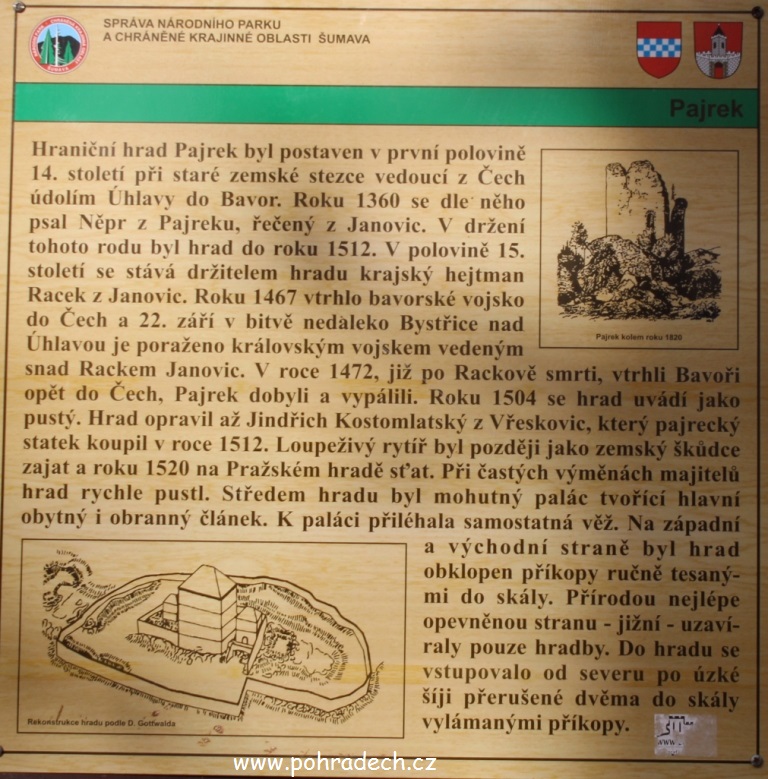 SPRÁVA NÁRODNÍHO PARKU
A CHRÁNĚNÉ KRAJINNÉ OBLASTI ŠUMAVA
Pajrek
Hraniční hrad Pajrek byl postaven v první polovině
14. století při staré zemské stezce vedoucí z Čech
údolím Úhlavy do Bavor. Roku 1360 se dle něho
psal Něpr z Pajreku, řečený z Janovic. V držení
tohoto rodu byl hrad do roku 1512. V polovině 15.
století se stává držitelem hradu krajský hejtman
Racek z Janovic. Roku 1467 vtrhlo bavorské vojsko
do Čech a 22. září v bitvě nedaleko Bystřice nad
Úhlavou je poraženo královským vojskem vedeným
snad Rackem Janovic. V roce 1472, již po Rackově smrti, vtrhli Bavoři
opět do Čech, Pajrek dobyli a vypálili. Roku 1504 se hrad uvádí jako
pustý. Hrad opravil až Jindřich Kostomlatský z Vřeskovic, který pajrecký
statek koupil v roce 1512. Loupeživý rytíř byl později jako zemský škůdce
zajat a roku 1520 na Pražském hradě sťat. Při častých výměnách majitelů
hrad rychle pustl. Středem hradu byl mohutný palác tvořící hlavní
obytný i obranný článek. K paláci přiléhala samostatná věž. Na západní
a východní straně byl hrad
obklopen příkopy ručně tesaný-
mi do skály. Přírodou nejlépe
opevněnou stranu - jižní - uzaví-
raly pouze hradby. Do hradu se
vstupovalo od severu po úzké
šíji přerušené dvěma do skály
vylámanými příkopy.
Pajrek kolem roku 1820
Rekonstrukce hradu podle D. Gottwalda
www.pohradech.cz